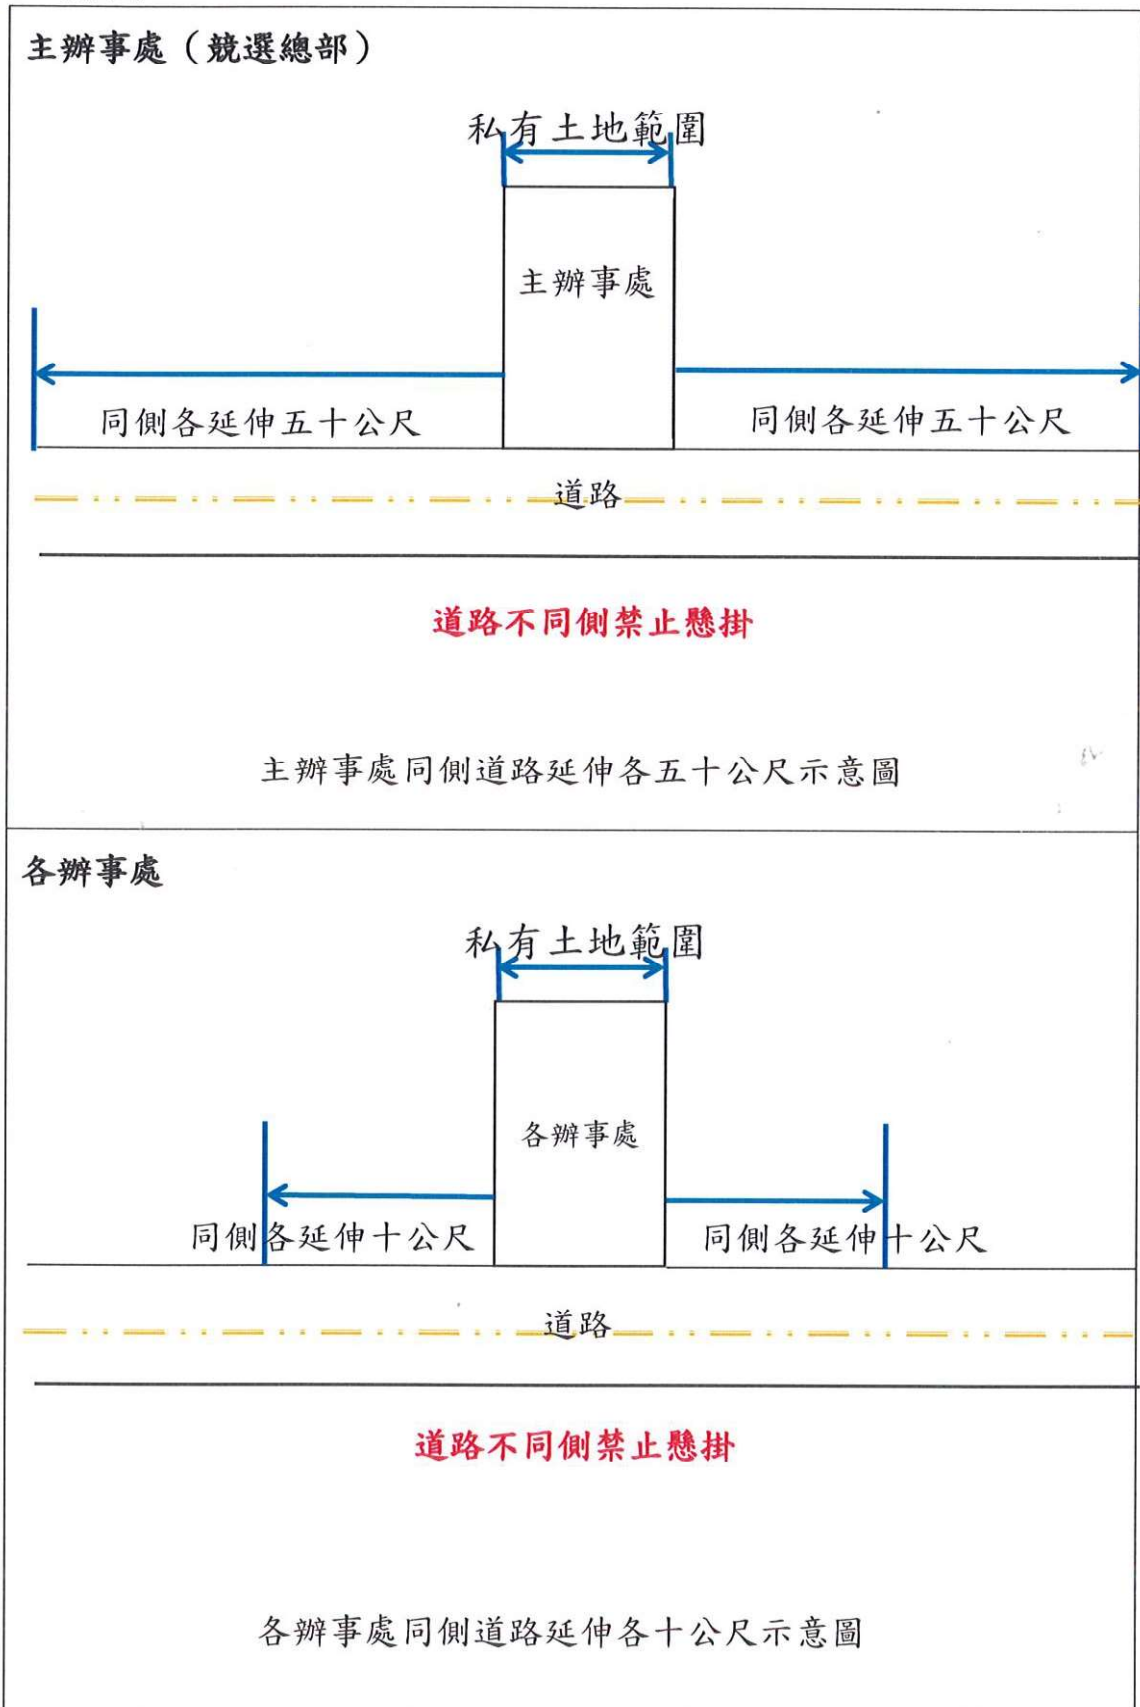 主辦事處（競選總部）
私有土地範圍
主辦事處
同側各延伸五十公尺
同側各延伸五十公尺
道路
道路不同側禁止懸掛
主辦事處同側道路延伸各五十公尺示意圖
各辦事處
私有土地範圍
各辦事處
同側各延伸十公尺
同側各延伸十公尺
道路
道路不同側禁止懸掛
各辦事處同側道路延伸各十公尺示意圖